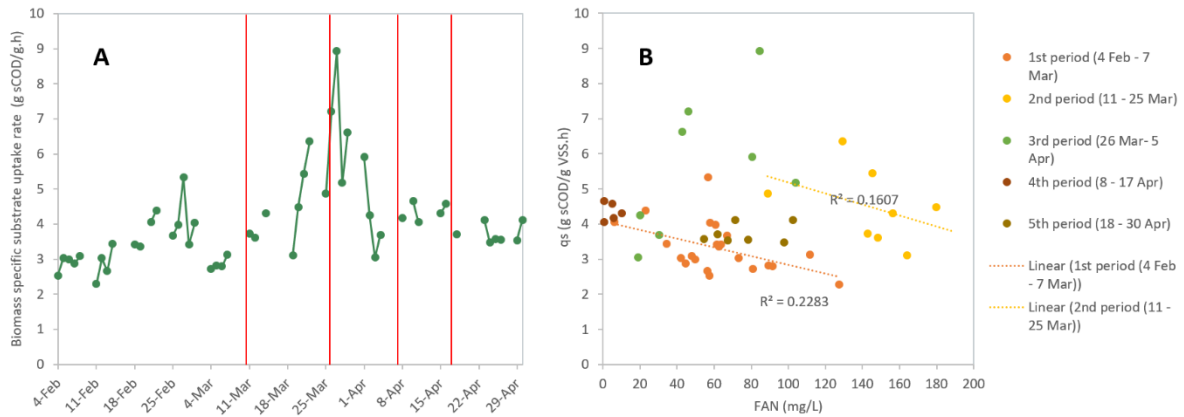 Biomass specific substrate uptake rate (g sCOD/g.h)
10
9
8
7
6
5
4
3
2
1
0
A
4-Feb
11-Feb
18-Feb
25-Feb
4-Mar
11-Mar
18-Mar
25-Mar
1-Apr
8-Apr
15-Apr
22-Apr
29-Apr
qs (g sCOD/g VSS.h)
10
9
8
7
6
5
4
3
2
1
0
B
R² = 0.1607
R² = 0.2283
0 20 40 60 80 100 120 140 160 180 200
FAN (mg/L)
1st period (4 Feb - 7
Mar)
2nd period (11 - 25 Mar)
3rd period (26 Mar- 5
Apr)
4th period (8 - 17 Apr)
5th period (18 - 30 Apr)
Linear (1st period (4 Feb
- 7 Mar))
Linear (2nd period (11 -
25 Mar))